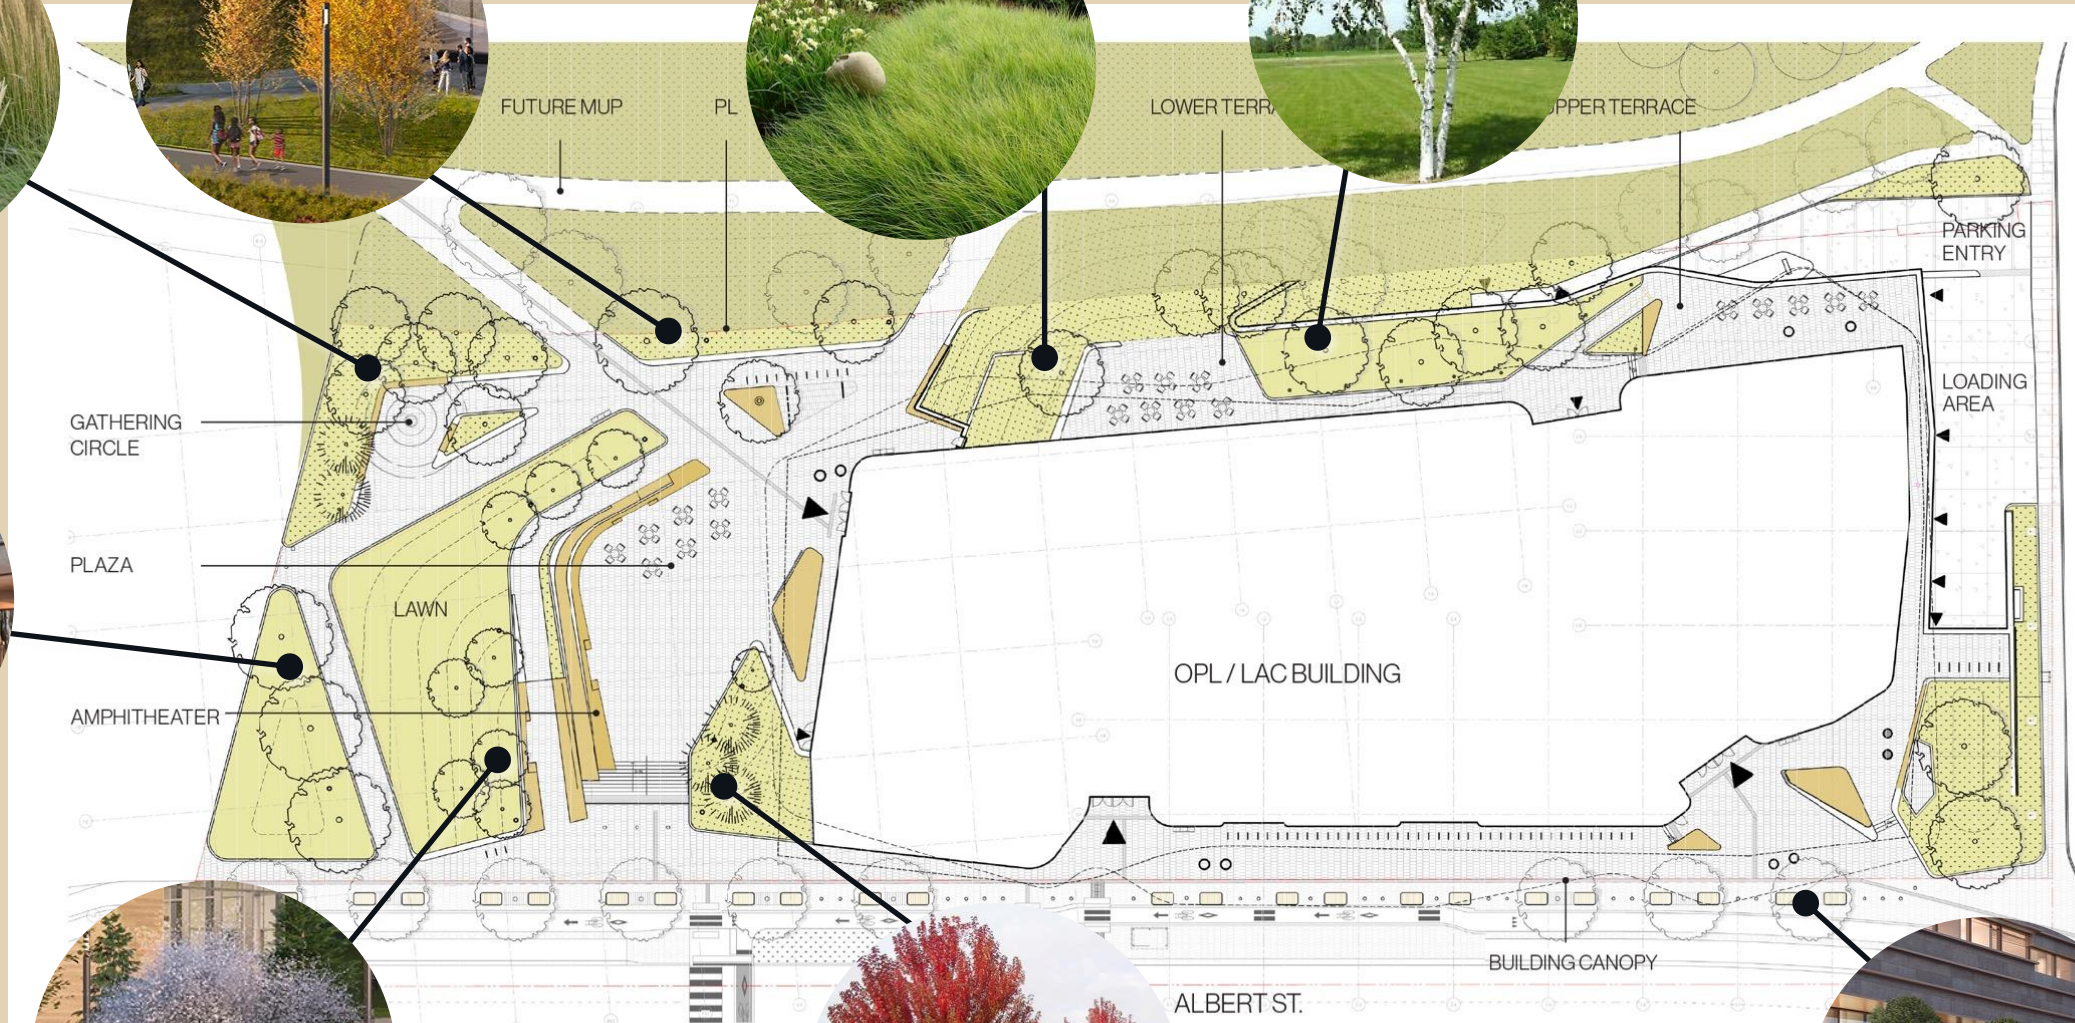 FUTURE MUP
PL
LOWER TERRA
PPER TERRACE
PARKING
ENTRY
GATHERING
CIRCLE
LOADING
AREA
PLAZA
LAWN
OPL / LAC BUILDING
AMPHITHEATER
BUILDING CANOPY
ALBERT ST.